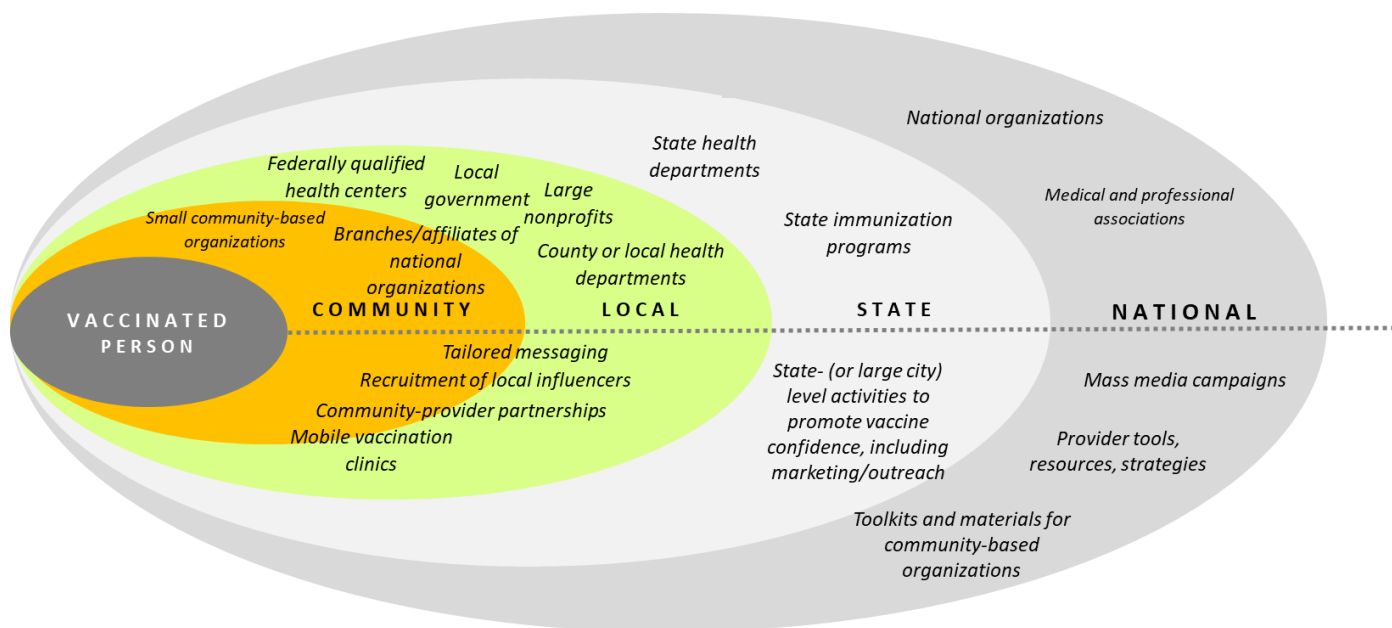 National organizations
State health
departments
Federally qualified
health centers
Local
government
Large
nonprofits
Medical and professional
associations
Small community-based
organizations
Branches/affiliates of
national
organizations
State immunization
programs
County or local health
departments
VACCINATED
PERSON
COMMUNITY
LOCAL
STATE
NATIONAL
Tailored messaging
Recruitment of local influencers
Community-provider partnerships
Mobile vaccination
clinics
State- (or large city)
level activities to
promote vaccine
confidence, including
marketing/outreach
Mass media campaigns
Provider tools,
resources, strategies
Toolkits and materials for
community-based
organizations